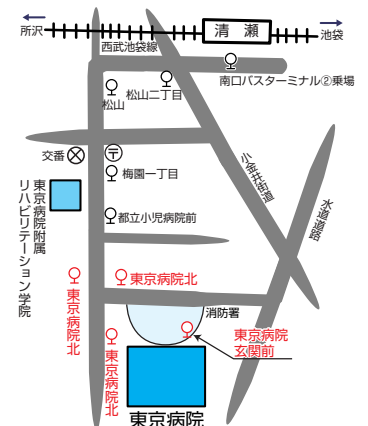 所沢
清瀬
池袋
西武池袋線
南口バスターミナル②乗場
松山二丁目
松山
小金井街道
交番
〒
梅園一丁目
水道道路
東京病院附属
リハビリテーション学院
都立小児病院前
東京病院北
東京病院北
消防署
東京病院
玄関前
東京病院北
東京病院